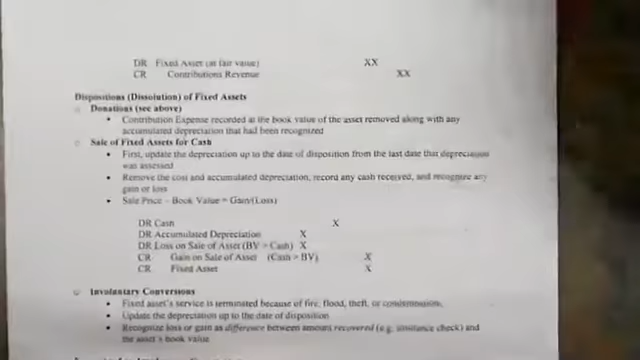 DR Fixed Asset (at fair value) XX
CR Contributions Revenue XX
Dispositions (Dissolution) of Fixed Assets
o Donations (see above)
• Contribution Expense recorded at the book value of the asset removed along with any
accumulated depreciation that had been recognized
o Sale of Fixed Assets for Cash
• First, update the depreciation up to the date of disposition from the last date that depreciation
was assessed
• Remove the cost and accumulated depreciation, record any cash received, and recognize any
gain or loss
• Sale Price – Book Value = Gain/(Loss)
DR Cash X
DR Accumulated Depreciation X
DR Loss on Sale of Asset (BV > Cash) X
CR Gain on Sale of Asset (Cash > BV) X
CR Fixed Asset X
o Involuntary Conversions
• Fixed asset's service is terminated because of fire, flood, theft, or condemnation.
• Update the depreciation up to the date of disposition
• Recognize loss or gain as difference between amount recovered (e.g. insurance check) and
the asset's book value